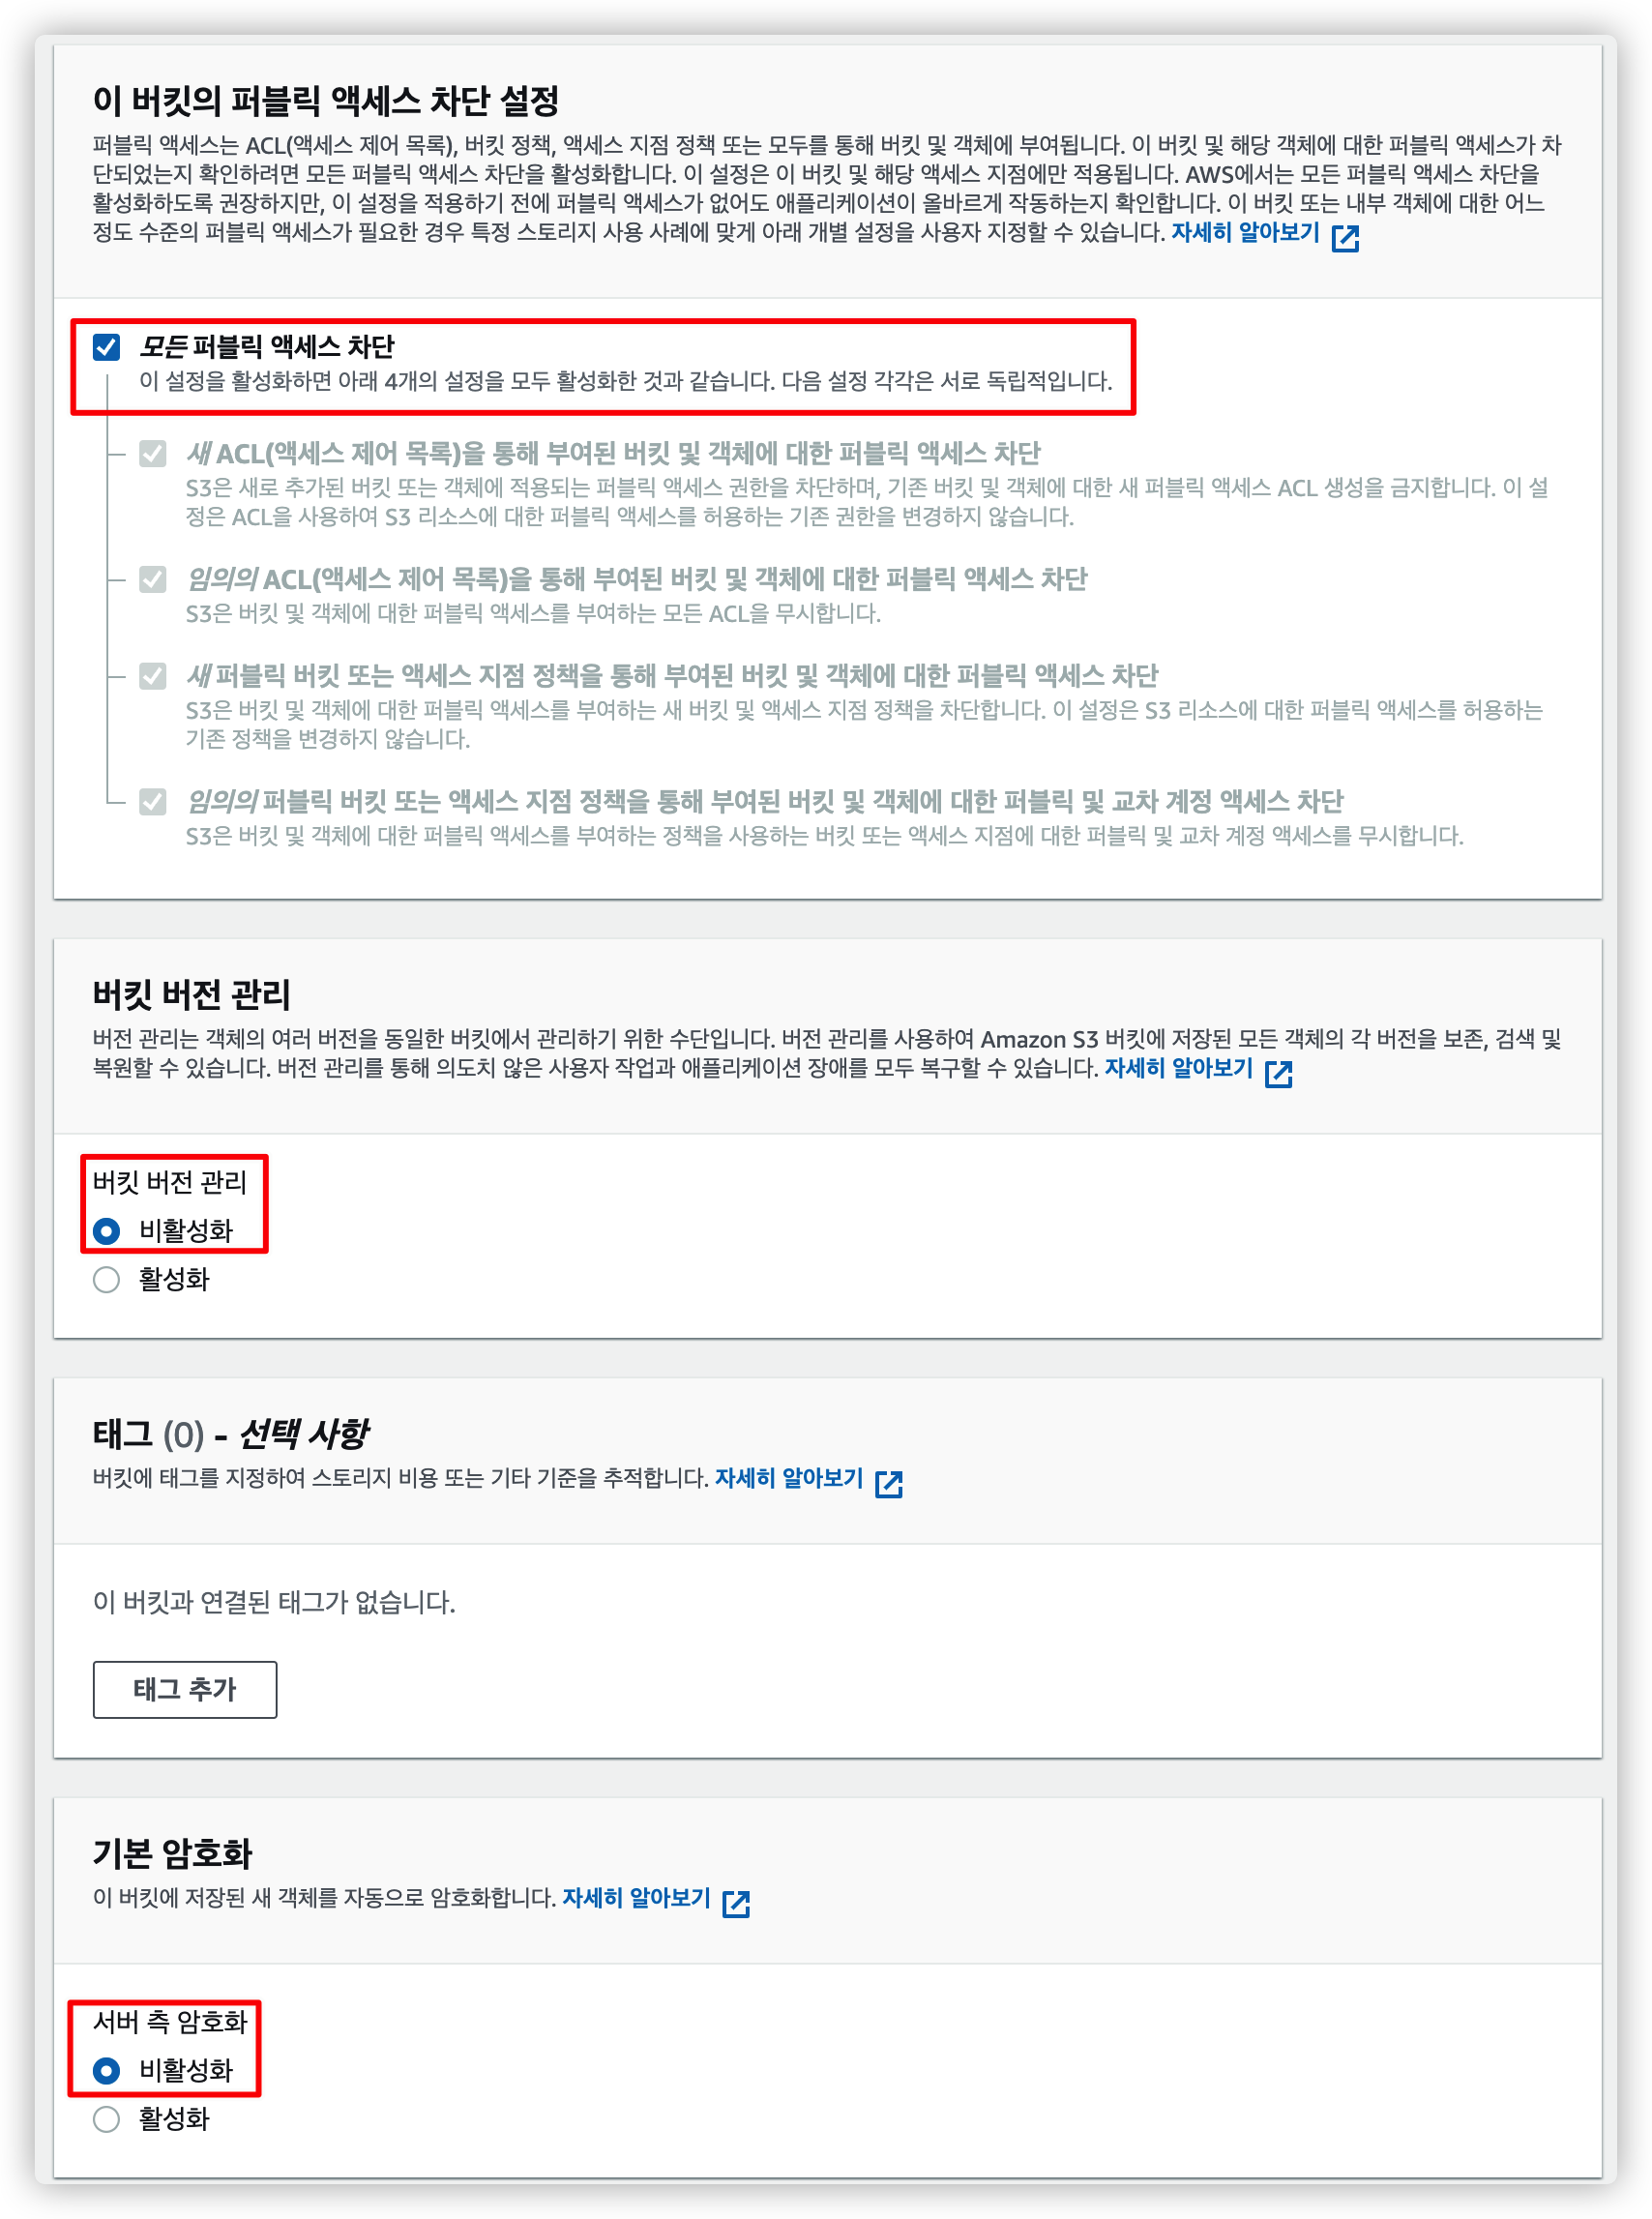 이 버킷의 퍼블릭 액세스 차단 설정
퍼블릭 액세스는 ACL(액세스 제어 목록), 버킷 정책, 액세스 지점 정책 또는 모두를 통해 버킷 및 객체에 부여됩니다. 이 버킷 및 해당 객체에 대한 퍼블릭 액세스가 차
단되었는지 확인하려면 모든 퍼블릭 액세스 차단을 활성화합니다. 이 설정은 이 버킷 및 해당 액세스 지점에만 적용됩니다. AWS에서는 모든 퍼블릭 액세스 차단을
활성화하도록 권장하지만, 이 설정을 적용하기 전에 퍼블릭 액세스가 없어도 애플리케이션이 올바르게 작동하는지 확인합니다. 이 버킷 또는 내부 객체에 대한 어느
정도 수준의 퍼블릭 액세스가 필요한 경우 특정 스토리지 사용 사례에 맞게 아래 개별 설정을 사용자 지정할 수 있습니다. 자세히 알아보기
모든 퍼블릭 액세스 차단
이 설정을 활성화하면 아래 4개의 설정을 모두 활성화한 것과 같습니다. 다음 설정 각각은 서로 독립적입니다.
새 ACL(액세스 제어 목록)을 통해 부여된 버킷 및 객체에 대한 퍼블릭 액세스 차단
S3은 새로 추가된 버킷 또는 객체에 적용되는 퍼블릭 액세스 권한을 차단하며, 기존 버킷 및 객체에 대한 새 퍼블릭 액세스 ACL 생성을 금지합니다. 이 설
정은 ACL을 사용하여 S3 리소스에 대한 퍼블릭 액세스를 허용하는 기존 권한을 변경하지 않습니다.
임의의 ACL(액세스 제어 목록)을 통해 부여된 버킷 및 객체에 대한 퍼블릭 액세스 차단
S3은 버킷 및 객체에 대한 퍼블릭 액세스를 부여하는 모든 ACL을 무시합니다.
새 퍼블릭 버킷 또는 액세스 지점 정책을 통해 부여된 버킷 및 객체에 대한 퍼블릭 액세스 차단
S3은 버킷 및 객체에 대한 퍼블릭 액세스를 부여하는 새 버킷 및 액세스 지점 정책을 차단합니다. 이 설정은 S3 리소스에 대한 퍼블릭 액세스를 허용하는
기존 정책을 변경하지 않습니다.
임의의 퍼블릭 버킷 또는 액세스 지점 정책을 통해 부여된 버킷 및 객체에 대한 퍼블릭 및 교차 계정 액세스 차단
S3은 버킷 및 객체에 대한 퍼블릭 액세스를 부여하는 정책을 사용하는 버킷 또는 액세스 지점에 대한 퍼블릭 및 교차 계정 액세스를 무시합니다.
버킷 버전 관리
버전 관리는 객체의 여러 버전을 동일한 버킷에서 관리하기 위한 수단입니다. 버전 관리를 사용하여 Amazon S3 버킷에 저장된 모든 객체의 각 버전을 보존, 검색 및
복원할 수 있습니다. 버전 관리를 통해 의도치 않은 사용자 작업과 애플리케이션 장애를 모두 복구할 수 있습니다. 자세히 알아보기
버킷 버전 관리
비활성화
활성화
태그 (0) - 선택 사항
버킷에 태그를 지정하여 스토리지 비용 또는 기타 기준을 추적합니다. 자세히 알아보기
이 버킷과 연결된 태그가 없습니다.
태그 추가
기본 암호화
이 버킷에 저장된 새 객체를 자동으로 암호화합니다. 자세히 알아보기
서버 측 암호화
비활성화
활성화